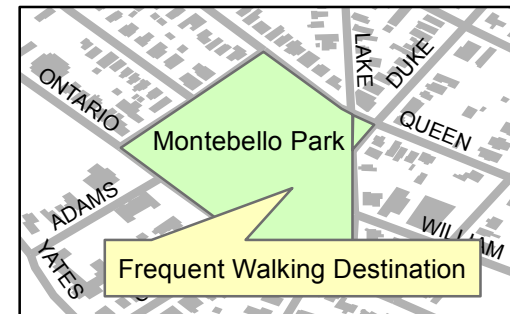 LAKE
DUKE
ONTARIO
QUEEN
Montebello Park
ADAMS
WILLIAM
YATES
Frequent Walking Destination